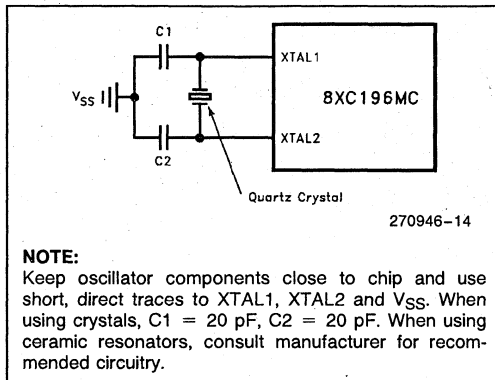 C1
XTAL1
VSS
8XC196MC
XTAL2
C2
Quartz Crystal
270946-14
NOTE:
Keep oscillator components close to chip and use
short, direct traces to XTAL1, XTAL2 and VSS. When
using crystals, C1 = 20 pF, C2 = 20 pF. When using
ceramic resonators, consult manufacturer for recom-
mended circuitry.